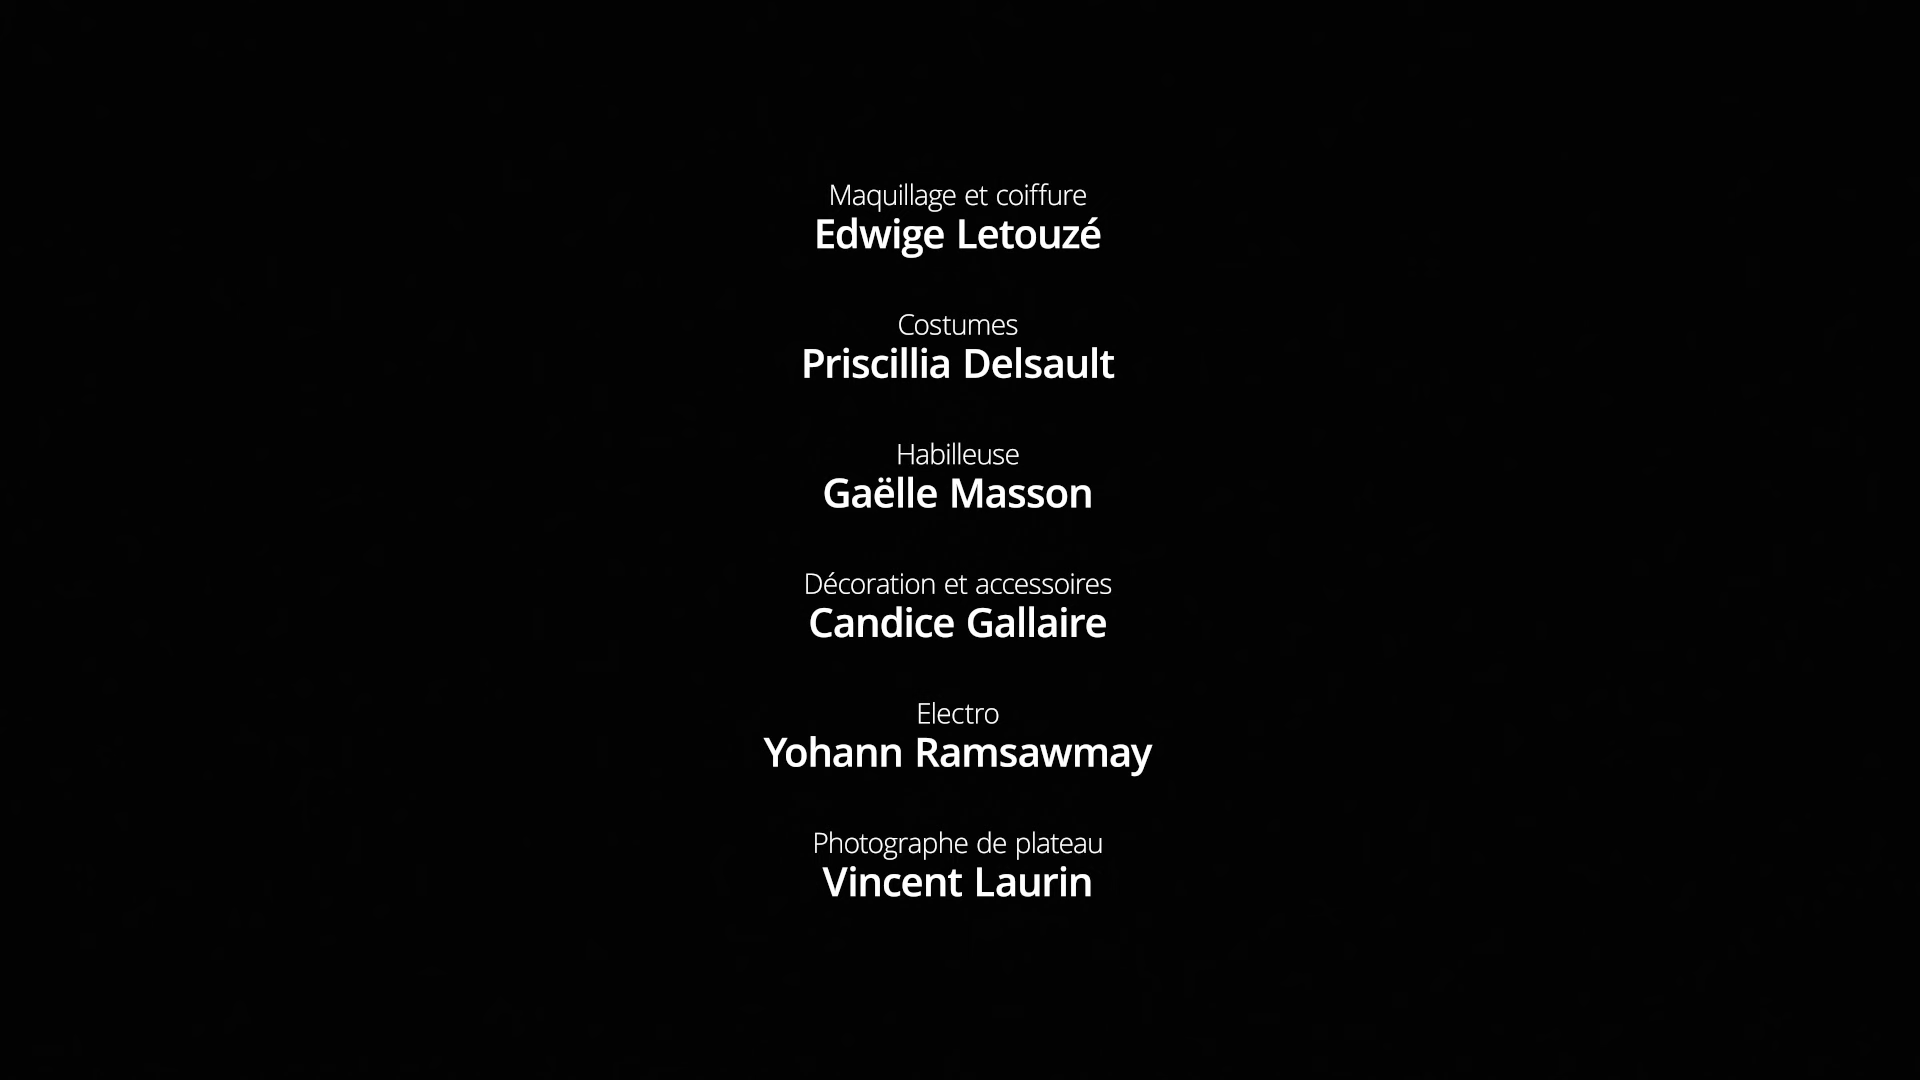 Maquillage et coiffure
Edwige Letouzé
Costumes
Priscillia Delsault
Habilleuse
Gaëlle Masson
Décoration et accessoires
Candice Gallaire
Electro
Yohann Ramsawmay
Photographe de plateau
Vincent Laurin